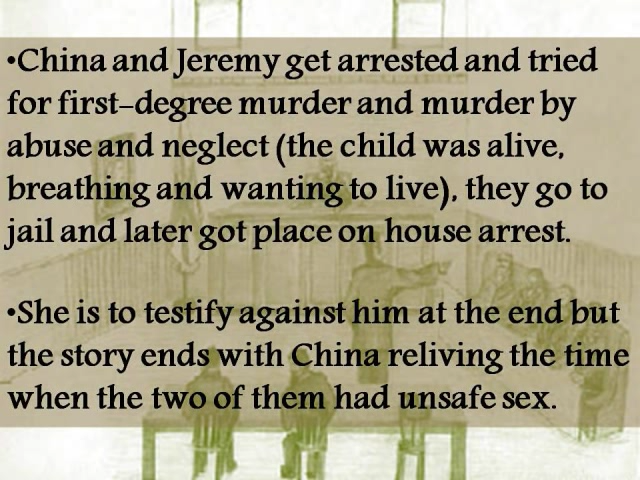 •China and Jeremy get arrested and tried
for first-degree murder and murder by
abuse and neglect (the child was alive,
breathing and wanting to live), they go to
jail and later got place on house arrest.
•She is to testify against him at the end but
the story ends with China reliving the time
when the two of them had unsafe sex.